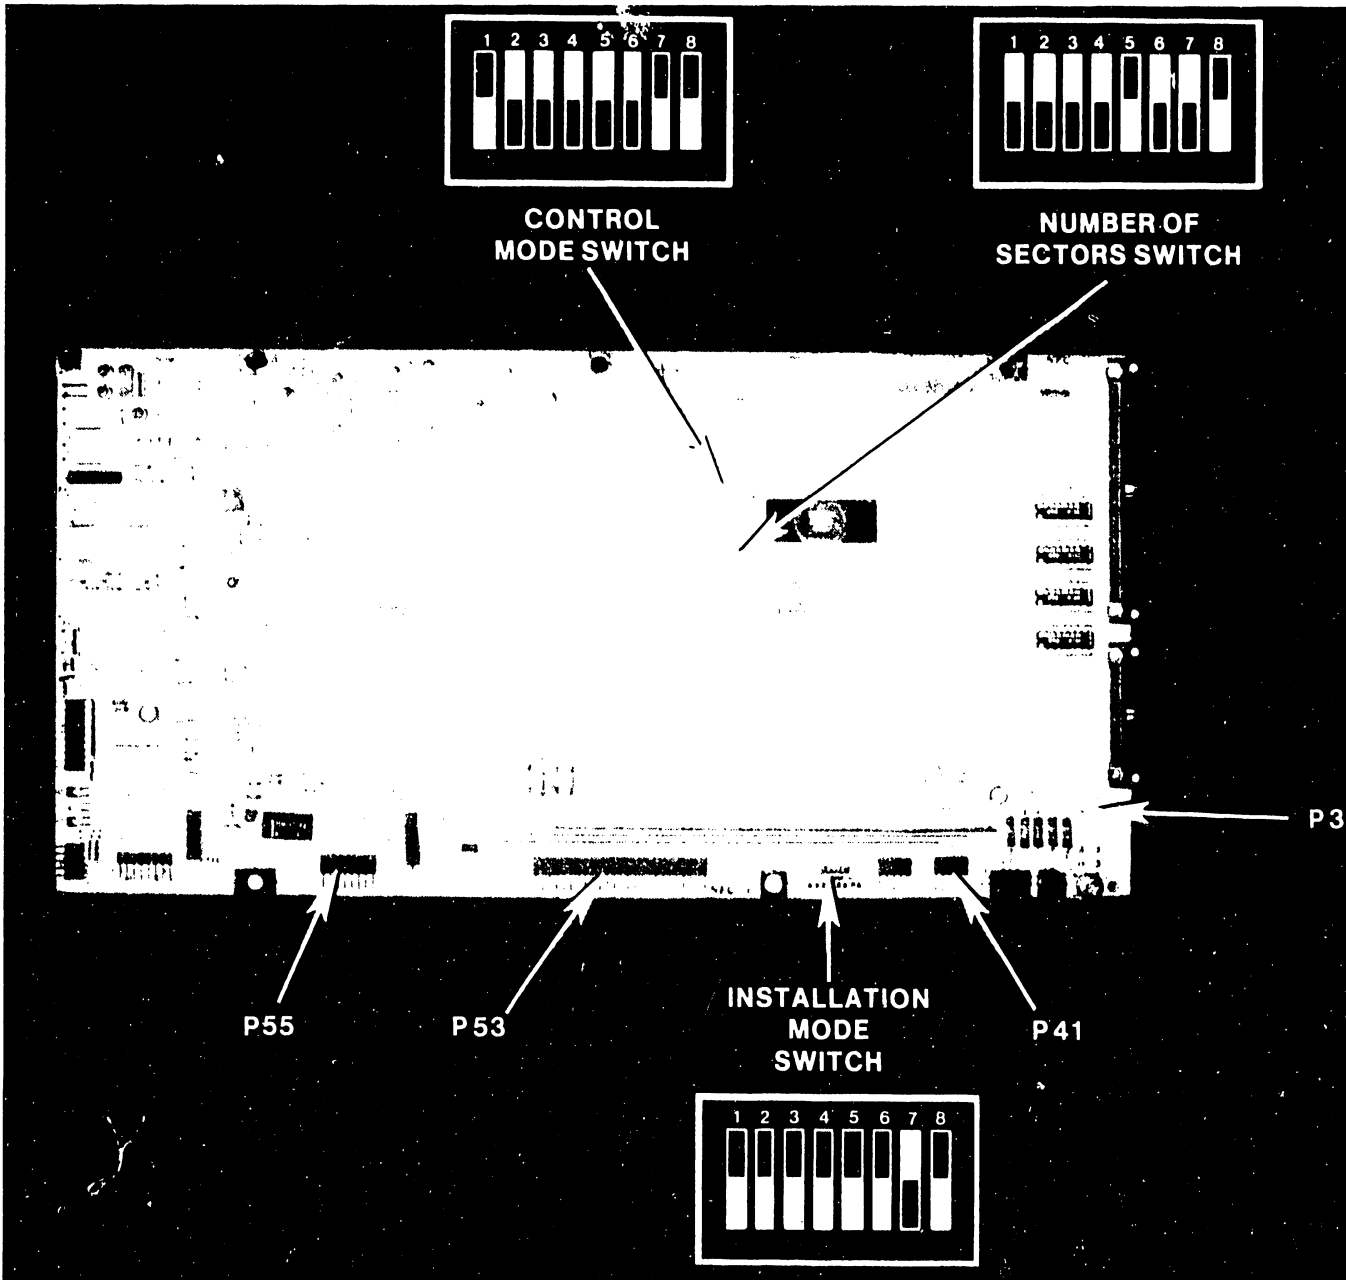 1 2 3 4 5 6 7 8
1 2 3 4 5 6 7 8
CONTROL
MODE SWITCH
NUMBER OF
SECTORS SWITCH
P3
P55
P53
INSTALLATION
MODE
SWITCH
P41
1 2 3 4 5 6 7 8